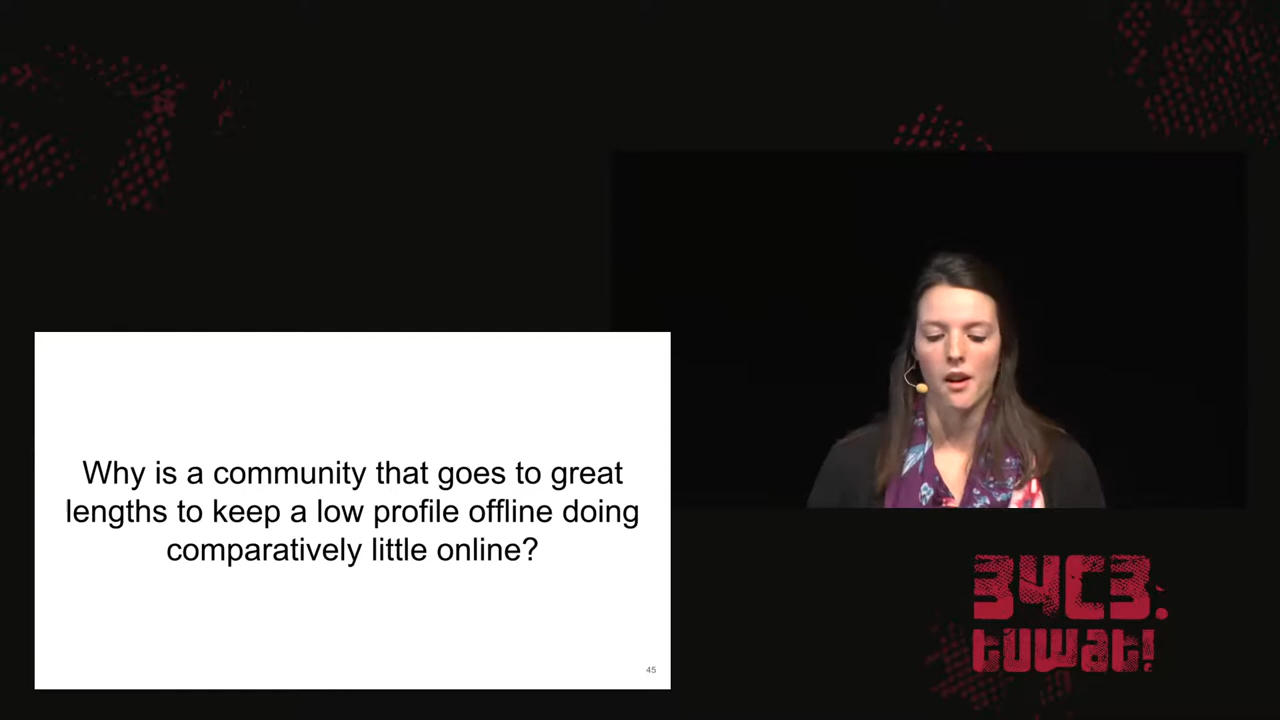 Why is a community that goes to great
lengths to keep a low profile offline doing
comparatively little online?
45
34C3.
tuwat!